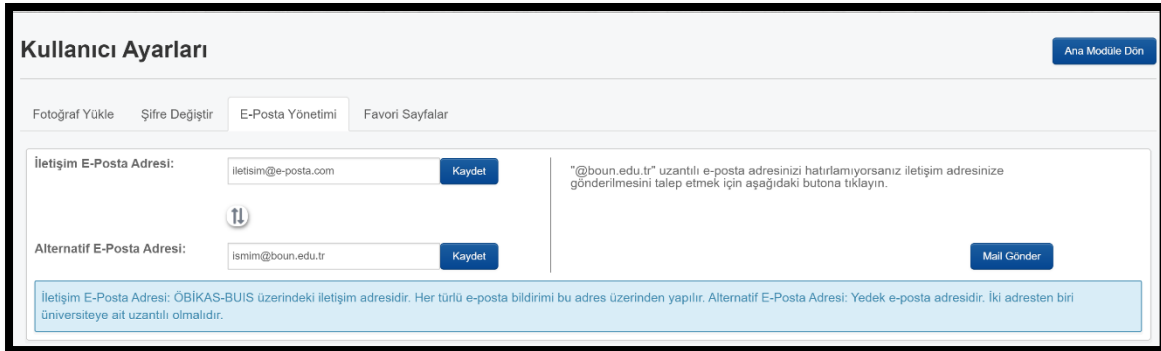 Kullanıcı Ayarları
Ana Modüle Dön
Fotoğraf Yükle Şifre Değiştir E-Posta Yönetimi Favori Sayfalar
İletişim E-Posta Adresi:
iletisim@e-posta.com
Kaydet
"@boun.edu.tr" uzantılı e-posta adresinizi hatırlamıyorsanız iletişim adresinize
gönderilmesini talep etmek için aşağıdaki butona tıklayın.
Alternatif E-Posta Adresi:
ismim@boun.edu.tr
Kaydet
Mail Gönder
İletişim E-Posta Adresi: ÖBİKAS-BUIS üzerindeki iletişim adresidir. Her türlü e-posta bildirimi bu adres üzerinden yapılır. Alternatif E-Posta Adresi: Yedek e-posta adresidir. İki adresten biri
üniversiteye ait uzantılı olmalıdır.